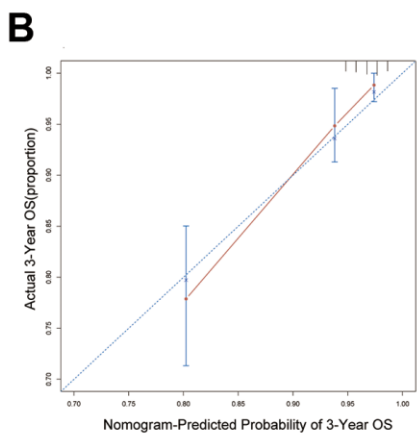 B
Actual 3-Year OS(proportion)
1.00
0.95
0.90
0.85
0.80
0.75
0.70
0.70 0.75 0.80 0.85 0.90 0.95 1.00
Nomogram-Predicted Probability of 3-Year OS